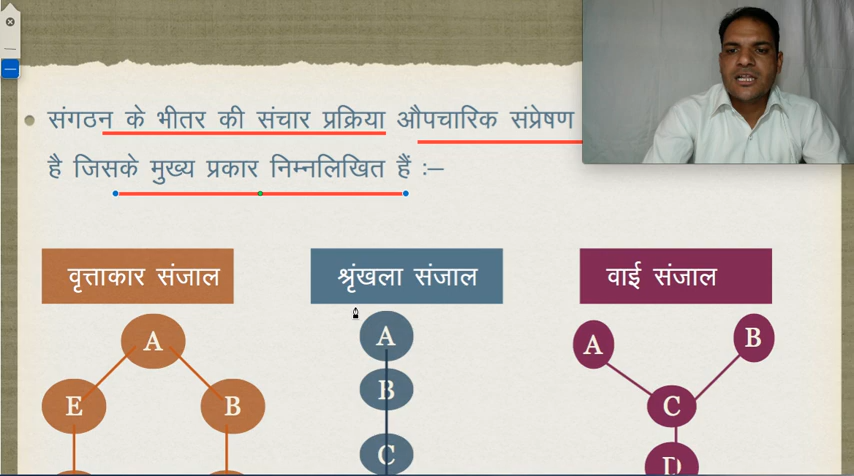 संगठन के भीतर की संचार प्रक्रिया औपचारिक संप्रेषण
है जिसके मुख्य प्रकार निम्नलिखित हैं :–
वृत्ताकार संजाल
श्रृंखला संजाल
वाई संजाल
A
E
B
A
B
C
A
B
C
D